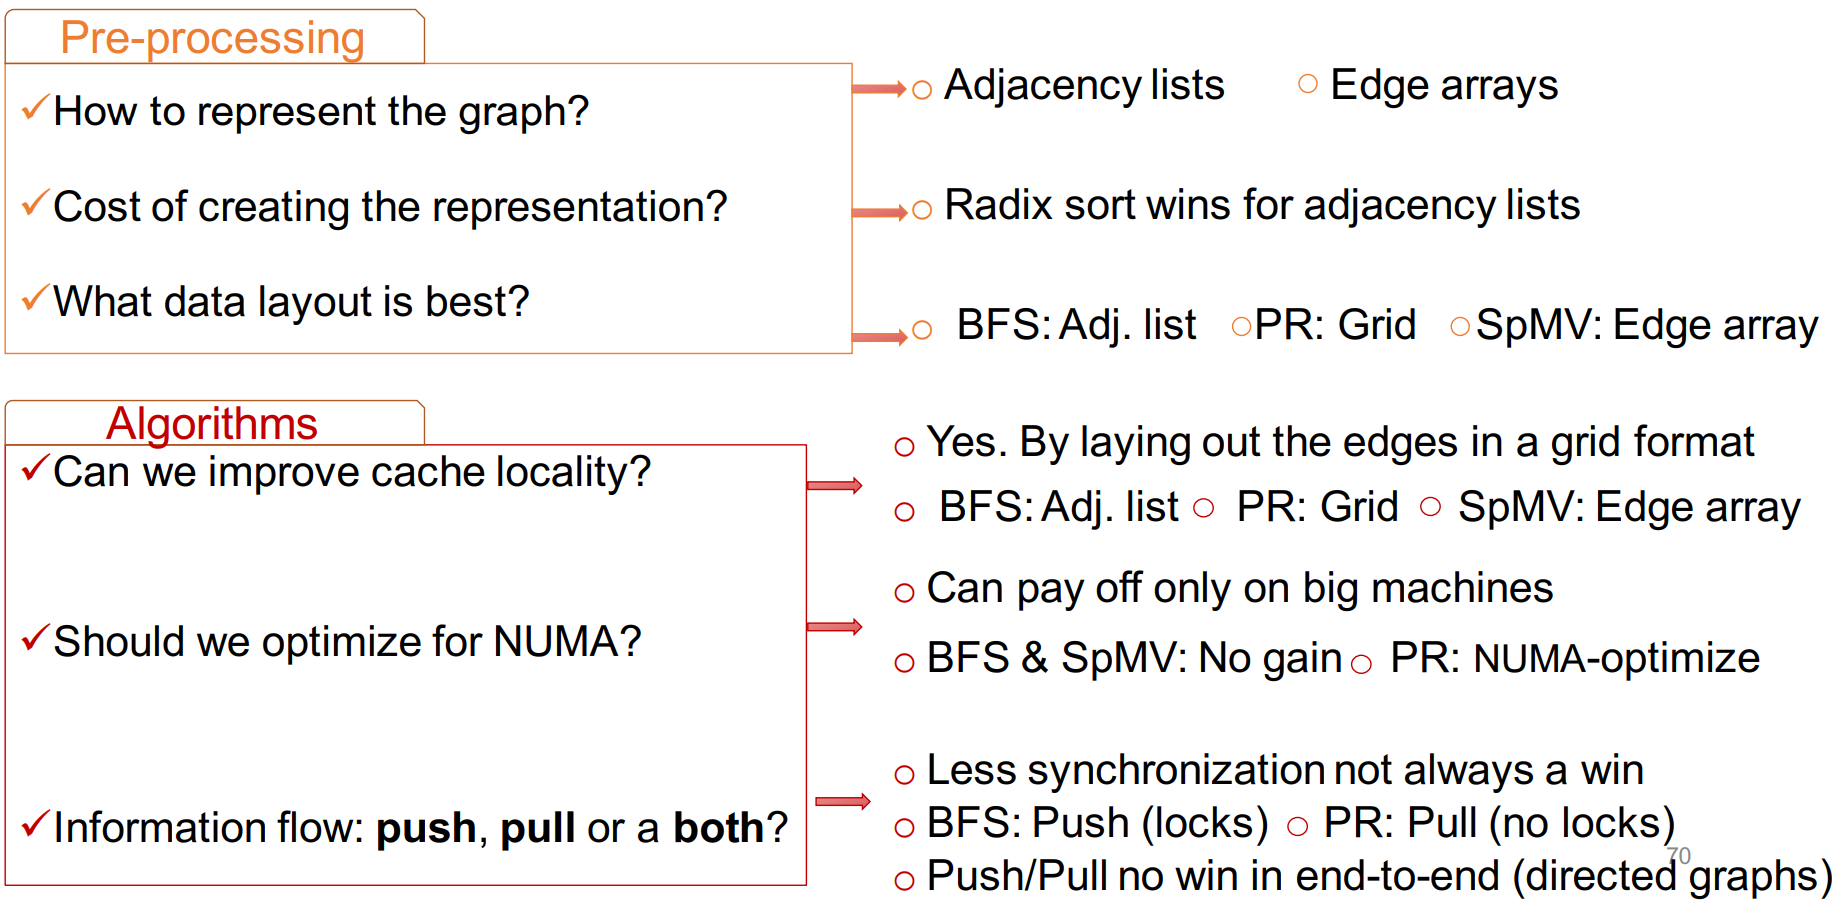 Pre-processing
✓How to represent the graph?
○ Adjacency lists ○ Edge arrays
✓Cost of creating the representation?
○ Radix sort wins for adjacency lists
✓What data layout is best?
○ BFS: Adj. list ○PR: Grid ○SpMV: Edge array
Algorithms
✓Can we improve cache locality?
○ Yes. By laying out the edges in a grid format
○ BFS: Adj. list ○ PR: Grid ○ SpMV: Edge array
✓Should we optimize for NUMA?
○ Can pay off only on big machines
○ BFS & SpMV: No gain ○ PR: NUMA-optimize
✓Information flow: push, pull or a both?
○ Less synchronization not always a win
○ BFS: Push (locks) ○ PR: Pull (no locks)
○ Push/Pull no win in end-to-end (directed graphs)
70